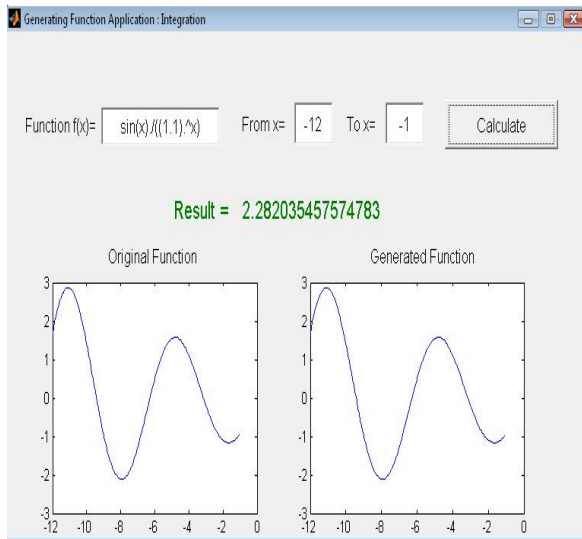 Generating Function Application : Integration
Function f(x)= sin(x)./((1.1).^x) From x= -12 To x= -1 Calculate
Result = 2.282035457574783
Original Function Generated Function
3 3
2 2
1 1
0 0
-1 -1
-2 -2
-3 -3
-12 -10 -8 -6 -4 -2 0 -12 -10 -8 -6 -4 -2 0